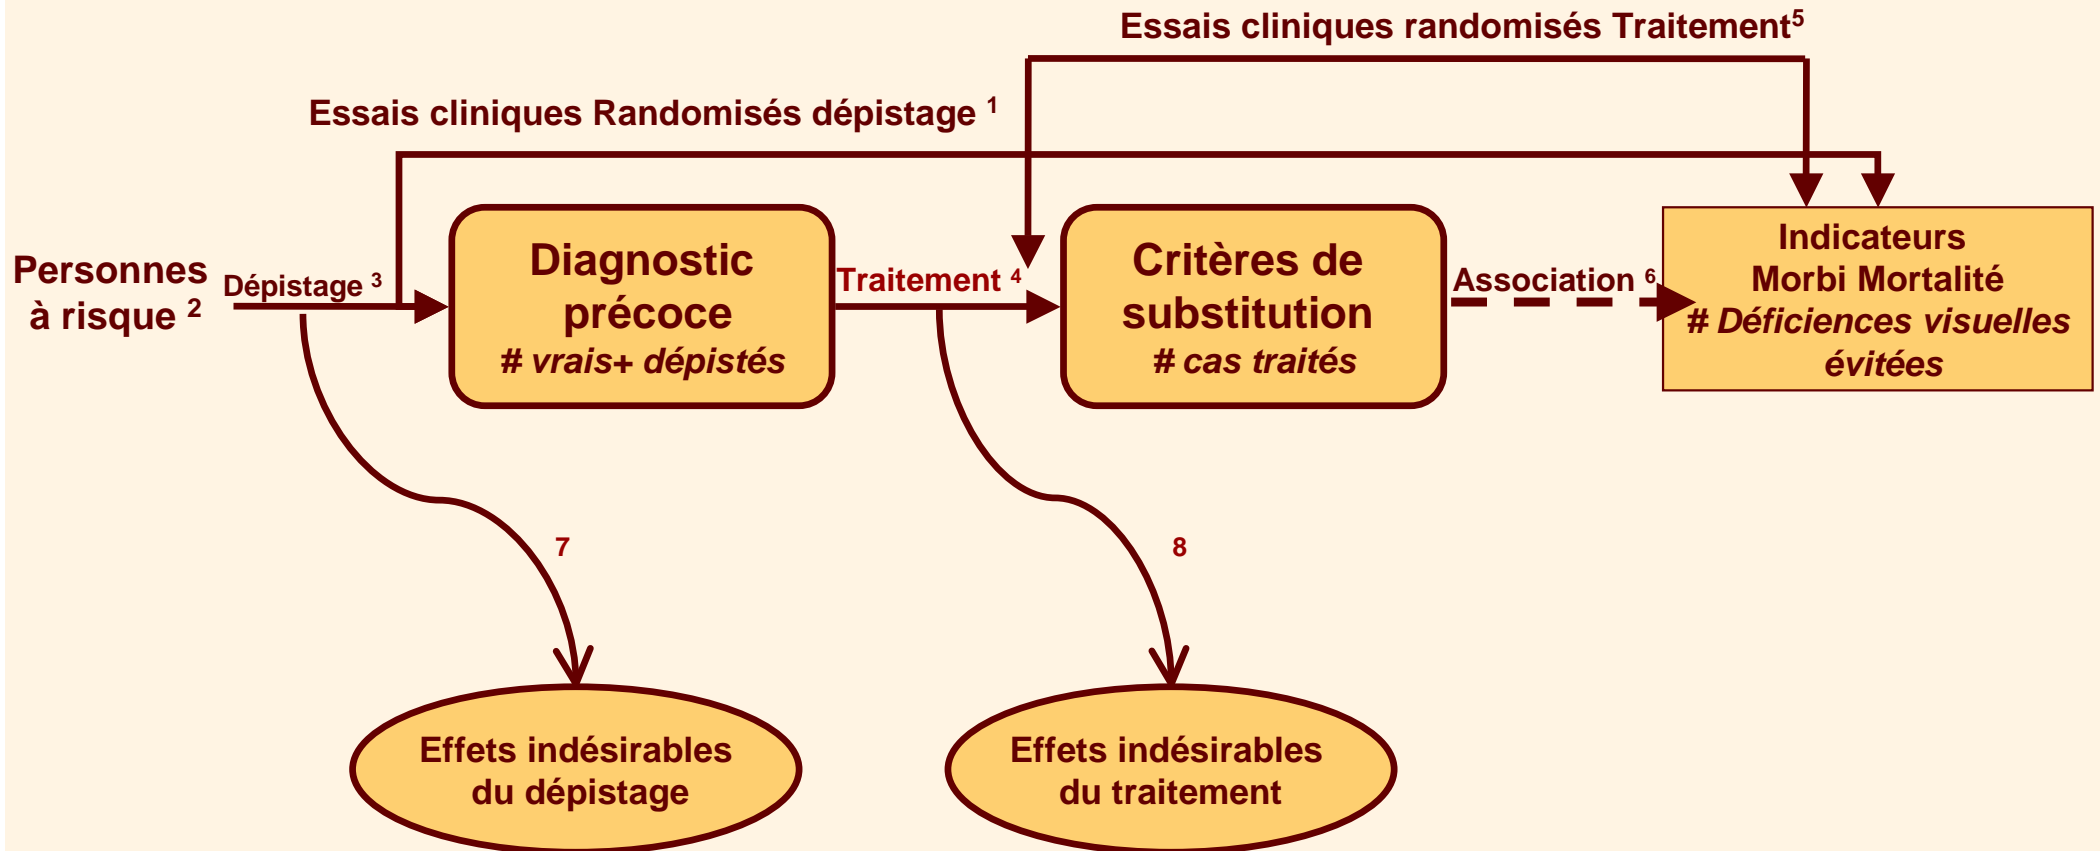 Essais cliniques randomisés Traitement⁵
Essais cliniques Randomisés dépistage ¹
Personnes
à risque ²
Dépistage ³
Diagnostic
précoce
# vrais+ dépistés
Traitement ⁴
Critères de
substitution
# cas traités
Association ⁶
Indicateurs
Morbi Mortalité
# Déficiences visuelles
évitées
7
8
Effets indésirables
du dépistage
Effets indésirables
du traitement